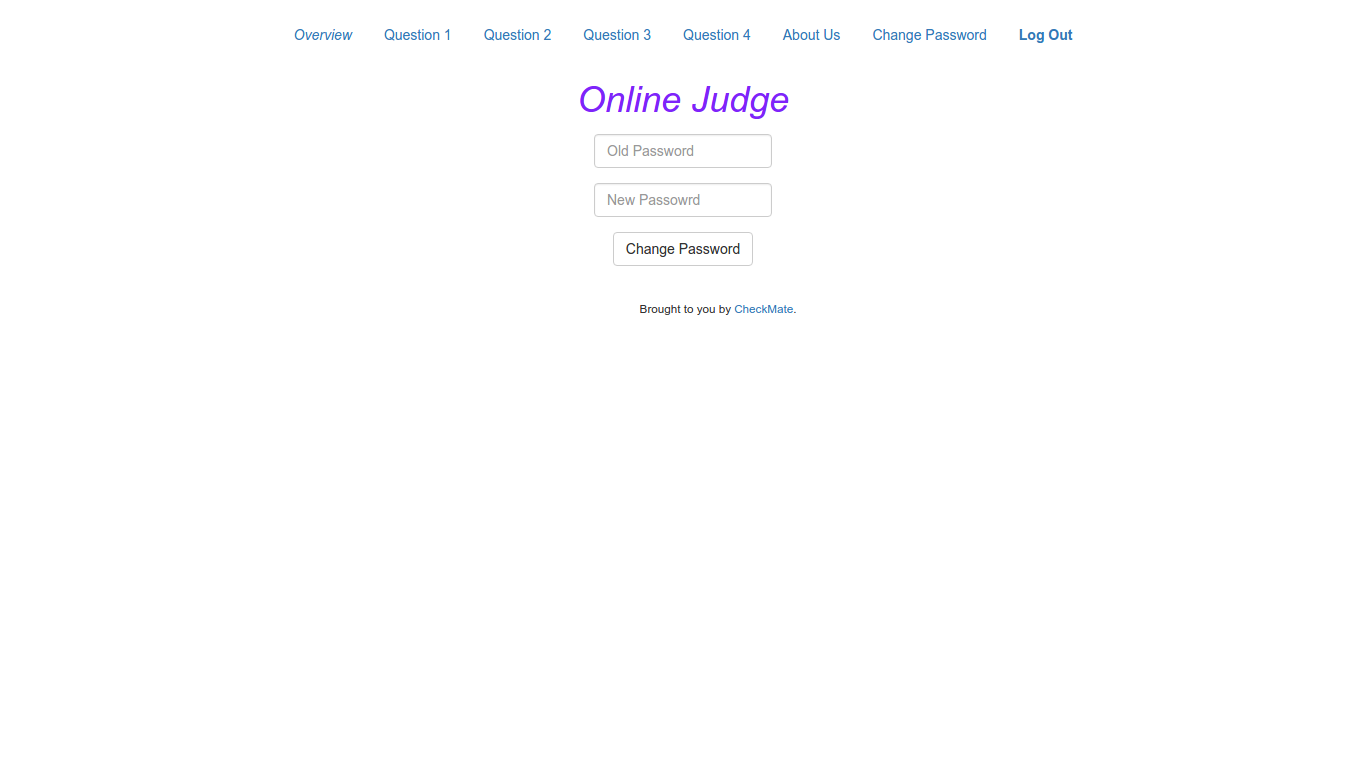 Overview Question 1 Question 2 Question 3 Question 4 About Us Change Password Log Out
Online Judge
Old Password
New Passowrd
Change Password
Brought to you by CheckMate.